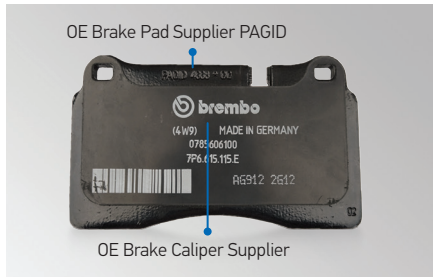 OE Brake Pad Supplier PAGID
brembo
(4W9) MADE IN GERMANY
0785606100
7P6.615.115.E
AG912 2G12
OE Brake Caliper Supplier